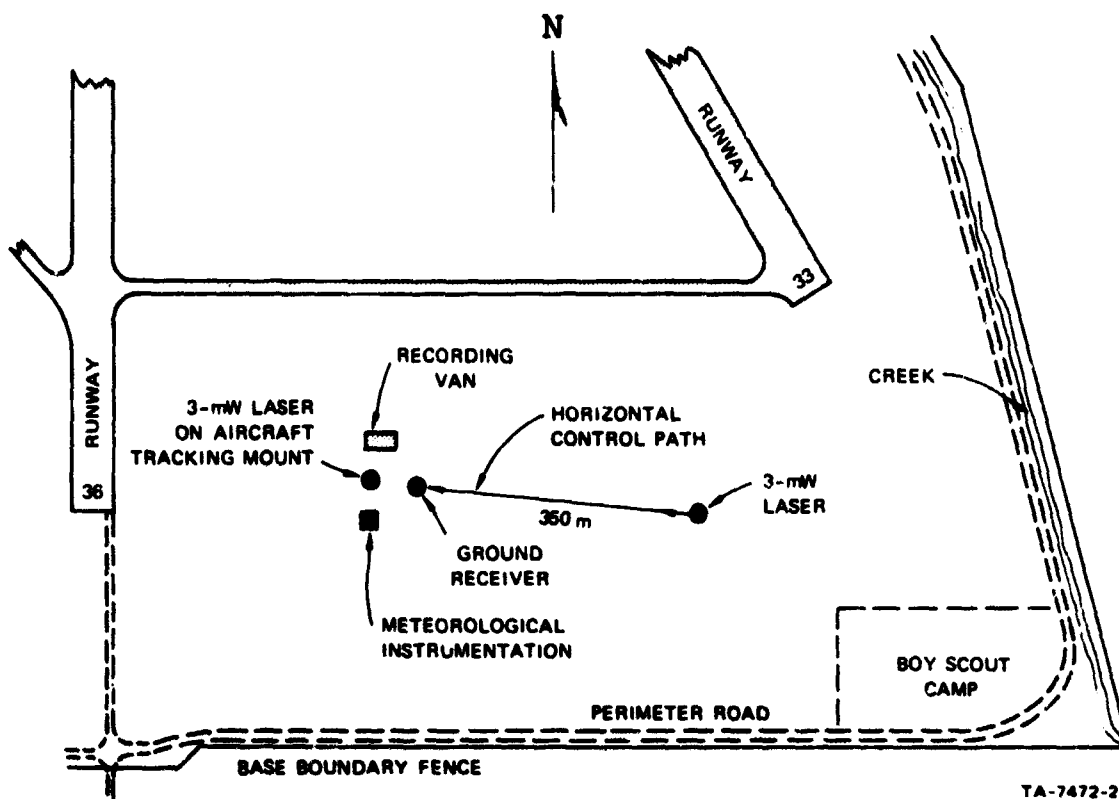 N
RUNWAY
33
RECORDING
VAN
CREEK
RUNWAY
3-mW LASER
ON AIRCRAFT
TRACKING MOUNT
HORIZONTAL
CONTROL PATH
36
3-mW
LASER
350 m
GROUND
RECEIVER
METEOROLOGICAL
INSTRUMENTATION
BOY SCOUT
CAMP
PERIMETER ROAD
BASE BOUNDARY FENCE
TA-7472-2